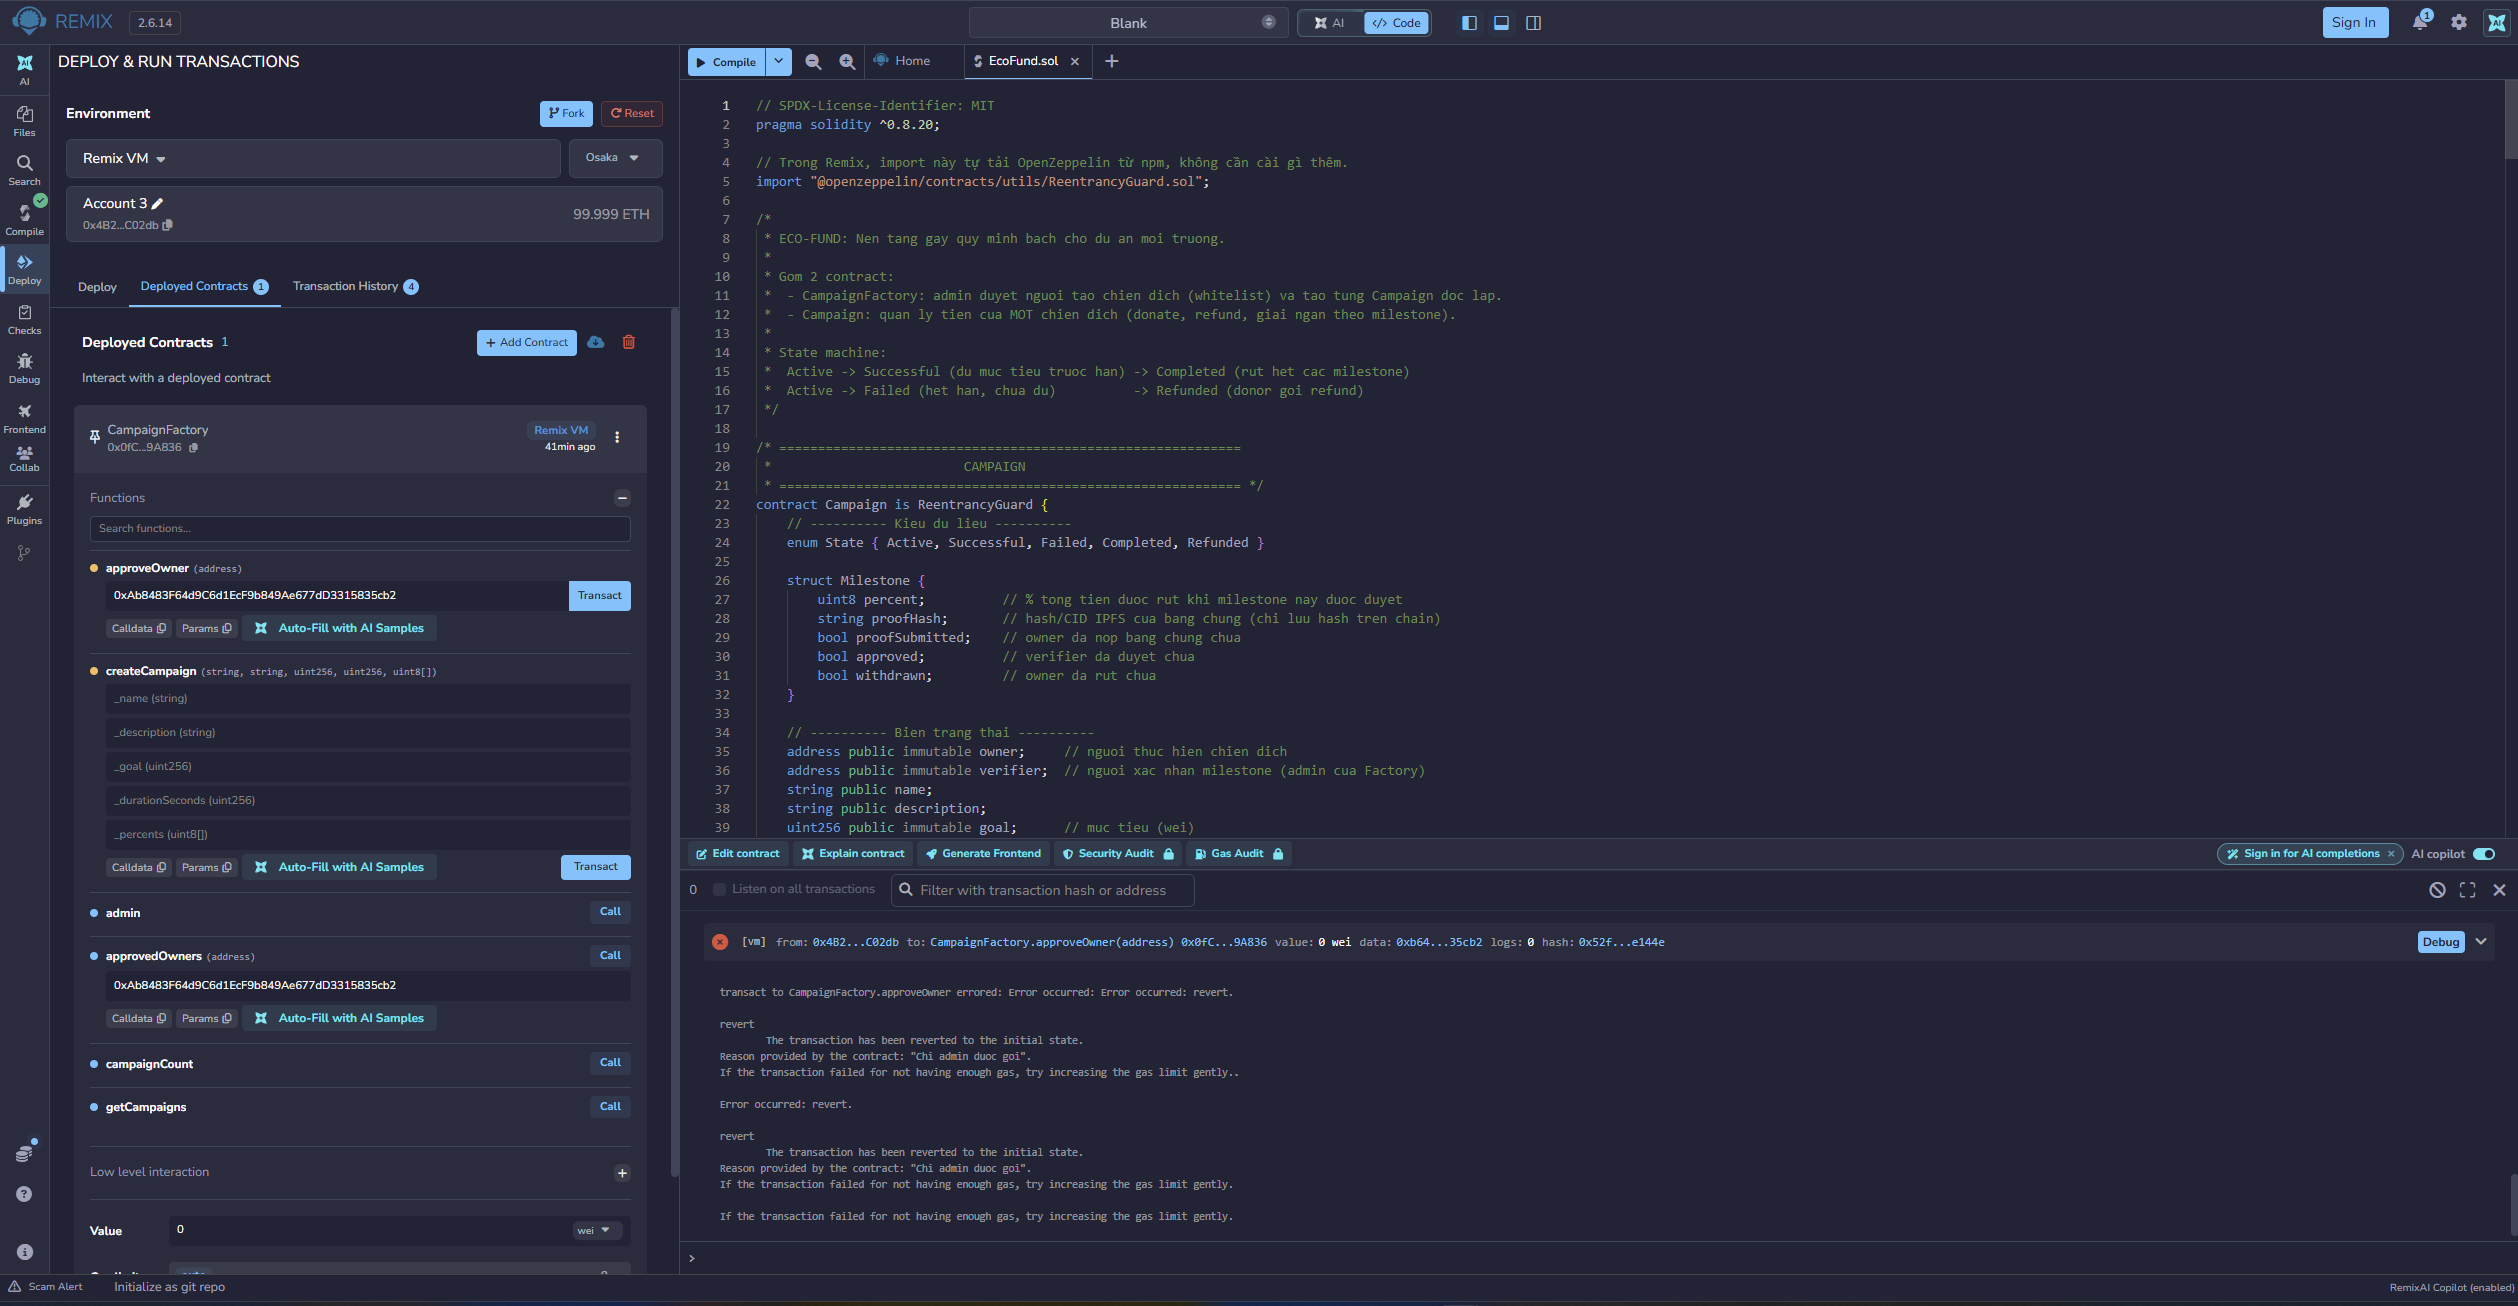 REMIX 2.6.14
Blank
AI Code
Sign In
1
AI
DEPLOY & RUN TRANSACTIONS
Files
Search
Compile
Deploy
Checks
Debug
Frontend
Collab
Plugins
Environment
Fork Reset
Remix VM
Osaka
Account 3
0x4B2...C02db
99.999 ETH
Deploy Deployed Contracts 1 Transaction History 4
Deployed Contracts 1
+ Add Contract
Interact with a deployed contract
CampaignFactory
0x0fC...9A836
Remix VM
41min ago
Functions
Search functions...
approveOwner (address)
0xAb8483F64d9C6d1EcF9b849Ae677dD3315835cb2
Transact
Calldata Params Auto-Fill with AI Samples
createCampaign (string, string, uint256, uint256, uint8[])
_name (string)
_description (string)
_goal (uint256)
_durationSeconds (uint256)
_percents (uint8[])
Calldata Params Auto-Fill with AI Samples Transact
admin Call
approvedOwners (address) Call
0xAb8483F64d9C6d1EcF9b849Ae677dD3315835cb2
Calldata Params Auto-Fill with AI Samples
campaignCount Call
getCampaigns Call
Low level interaction
Value 0 wei
Compile
Home
EcoFund.sol
1 // SPDX-License-Identifier: MIT
2 pragma solidity ^0.8.20;
3
4 // Trong Remix, import này tự tải OpenZeppelin từ npm, không cần cài gì thêm.
5 import "@openzeppelin/contracts/utils/ReentrancyGuard.sol";
6
7 /*
8 * ECO-FUND: Nen tang gay quy minh bach cho du an moi truong.
9 *
10 * Gom 2 contract:
11 * - CampaignFactory: admin duyet nguoi tao chien dich (whitelist) va tao tung Campaign doc lap.
12 * - Campaign: quan ly tien cua MOT chien dich (donate, refund, giai ngan theo milestone).
13 *
14 * State machine:
15 * Active -> Successful (du muc tieu truoc han) -> Completed (rut het cac milestone)
16 * Active -> Failed (het han, chua du) -> Refunded (donor goi refund)
17 */
18
19 /* ============================================================
20 * CAMPAIGN
21 * ============================================================ */
22 contract Campaign is ReentrancyGuard {
23 // ---------- Kieu du lieu ----------
24 enum State { Active, Successful, Failed, Completed, Refunded }
25
26 struct Milestone {
27 uint8 percent; // % tong tien duoc rut khi milestone nay duoc duyet
28 string proofHash; // hash/CID IPFS cua bang chung (chi luu hash tren chain)
29 bool proofSubmitted; // owner da nop bang chung chua
30 bool approved; // verifier da duyet chua
31 bool withdrawn; // owner da rut chua
32 }
33
34 // ---------- Bien trang thai ----------
35 address public immutable owner; // nguoi thuc hien chien dich
36 address public immutable verifier; // nguoi xac nhan milestone (admin cua Factory)
37 string public name;
38 string public description;
39 uint256 public immutable goal; // muc tieu (wei)
Edit contract Explain contract Generate Frontend Security Audit Gas Audit
Sign in for AI completions × AI copilot
0 Listen on all transactions Filter with transaction hash or address
[vm] from: 0x4B2...C02db to: CampaignFactory.approveOwner(address) 0x0fC...9A836 value: 0 wei data: 0xb64...35cb2 logs: 0 hash: 0x52f...e144e
Debug
transact to CampaignFactory.approveOwner errored: Error occurred: Error occurred: revert.
revert
The transaction has been reverted to the initial state.
Reason provided by the contract: "Chi admin duoc goi".
If the transaction failed for not having enough gas, try increasing the gas limit gently..
Error occurred: revert.
revert
The transaction has been reverted to the initial state.
Reason provided by the contract: "Chi admin duoc goi".
If the transaction failed for not having enough gas, try increasing the gas limit gently.
If the transaction failed for not having enough gas, try increasing the gas limit gently.
>
Scam Alert
Initialize as git repo
RemixAI Copilot (enabled)